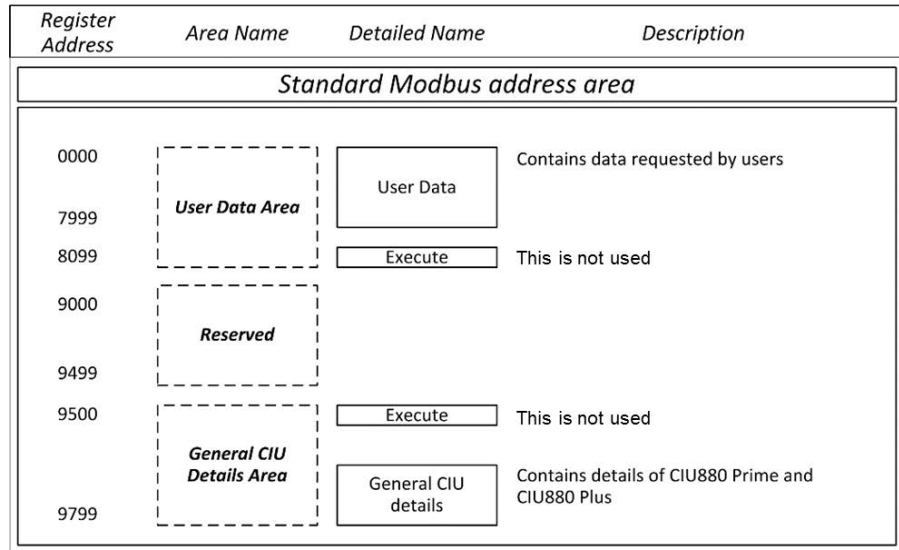 Register Address
Area Name
Detailed Name
Description
Standard Modbus address area
0000
User Data Area
User Data
Contains data requested by users
7999
8099
Execute
This is not used
9000
Reserved
9499
9500
Execute
This is not used
General CIU
Details Area
General CIU
details
Contains details of CIU880 Prime and
CIU880 Plus
9799